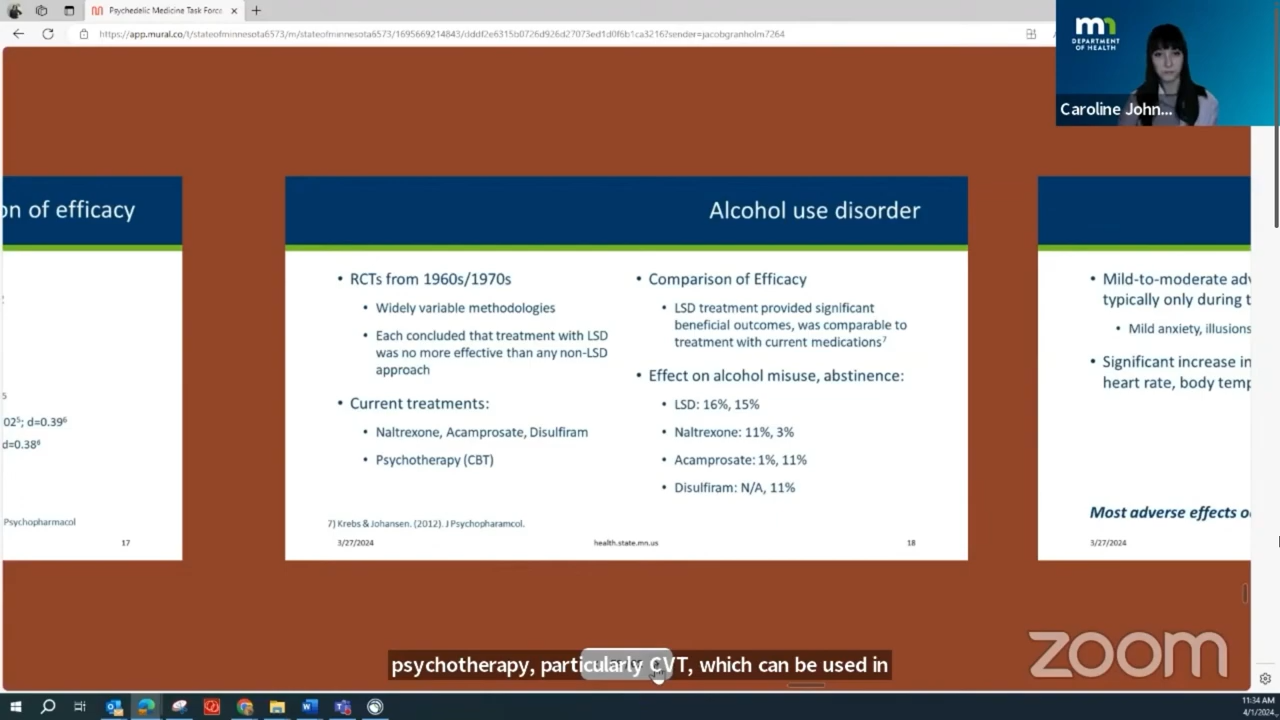 Psychedelic Medicine Task Forc
https://app.mural.co/t/stateofminnesota6573/m/stateofminnesota6573/1695669214843/dddf2e6315b0726d926d27073ed1d0f6b1ca3216?sender=jacobgranholm7264
mn
DEPARTMENT
OF HEALTH
Caroline John...
on of efficacy
02⁵; d=0.39⁶
d=0.38⁶
Psychopharmacol
17
Alcohol use disorder
• RCTs from 1960s/1970s
• Widely variable methodologies
• Each concluded that treatment with LSD
was no more effective than any non-LSD
approach
• Current treatments:
• Naltrexone, Acamprosate, Disulfiram
• Psychotherapy (CBT)
• Comparison of Efficacy
• LSD treatment provided significant
beneficial outcomes, was comparable to
treatment with current medications⁷
• Effect on alcohol misuse, abstinence:
• LSD: 16%, 15%
• Naltrexone: 11%, 3%
• Acamprosate: 1%, 11%
• Disulfiram: N/A, 11%
7) Krebs & Johansen. (2012). J Psychopharamcol.
3/27/2024
health.state.mn.us
18
• Mild-to-moderate adv
typically only during t
• Mild anxiety, illusions
• Significant increase in
heart rate, body temp
Most adverse effects o
3/27/2024
psychotherapy, particularly CVT, which can be used in
zoom
11:34 AM
4/1/2024